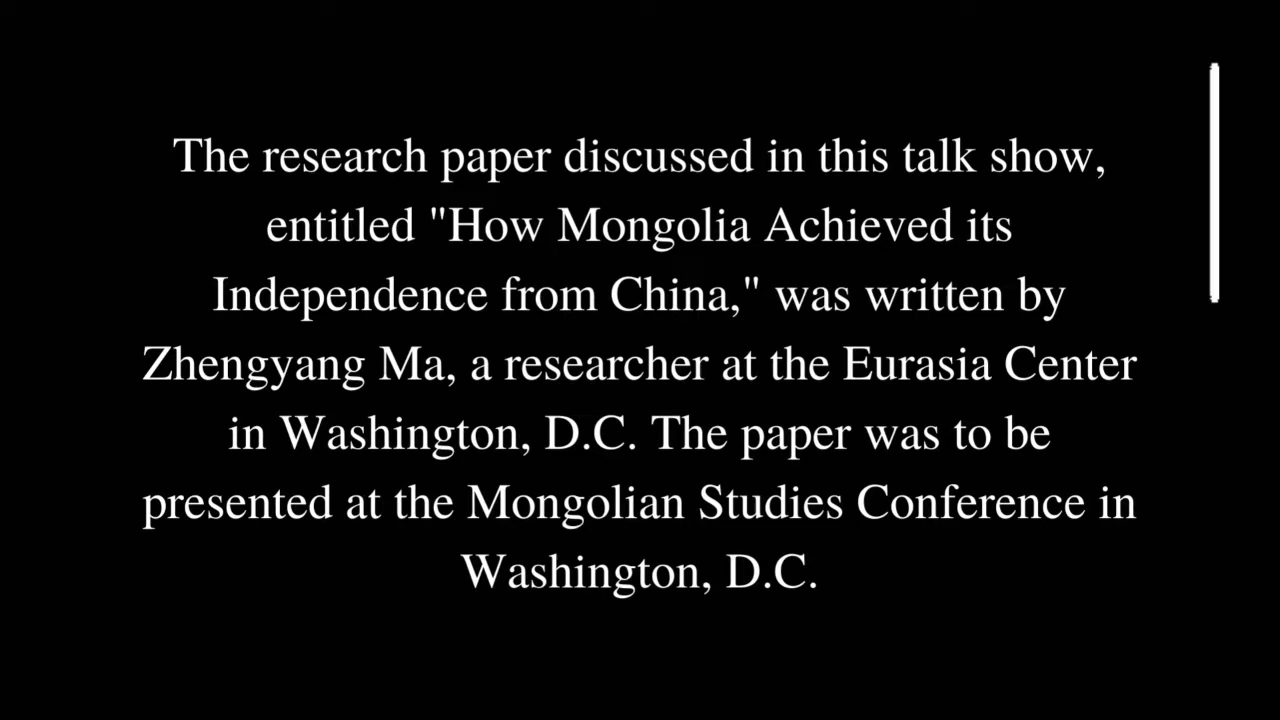 The research paper discussed in this talk show,
entitled "How Mongolia Achieved its
Independence from China," was written by
Zhengyang Ma, a researcher at the Eurasia Center
in Washington, D.C. The paper was to be
presented at the Mongolian Studies Conference in
Washington, D.C.